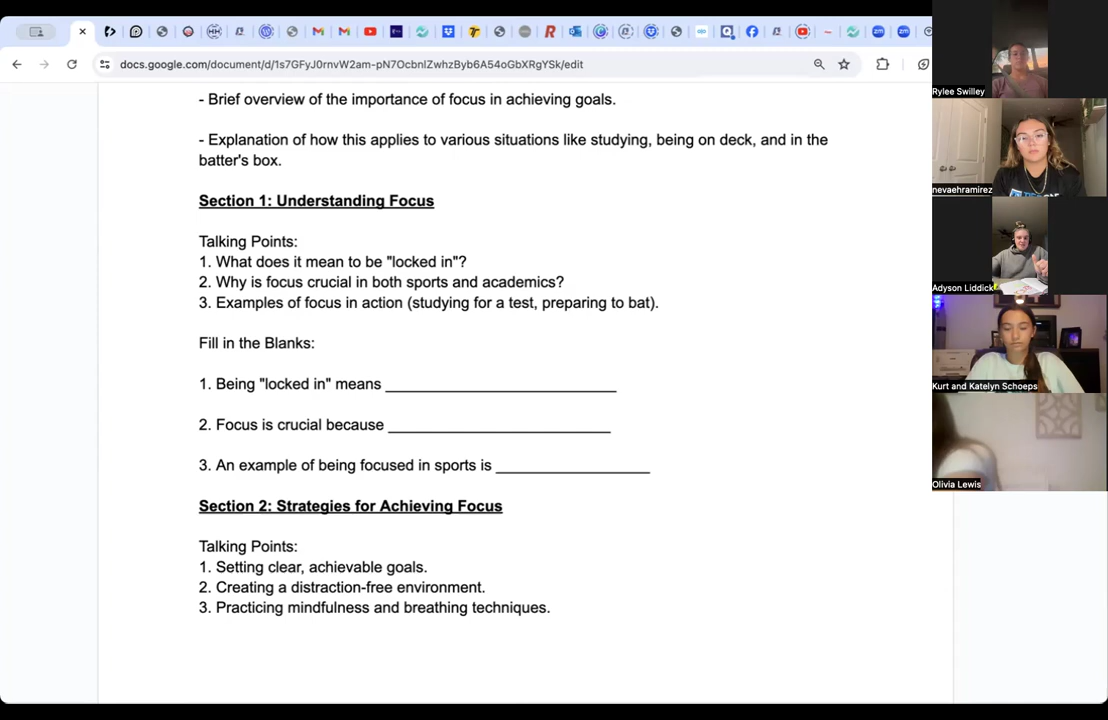 docs.google.com/document/d/1s7GFyJ0rnvW2am-pN7OcbnlZwhzByb6A54oGbXRgYSk/edit
- Brief overview of the importance of focus in achieving goals.
- Explanation of how this applies to various situations like studying, being on deck, and in the
batter's box.
Section 1: Understanding Focus
Talking Points:
1. What does it mean to be "locked in"?
2. Why is focus crucial in both sports and academics?
3. Examples of focus in action (studying for a test, preparing to bat).
Fill in the Blanks:
1. Being "locked in" means ____________________________
2. Focus is crucial because ___________________________
3. An example of being focused in sports is ___________________
Section 2: Strategies for Achieving Focus
Talking Points:
1. Setting clear, achievable goals.
2. Creating a distraction-free environment.
3. Practicing mindfulness and breathing techniques.
Rylee Swilley
nevaehramirez
Adyson Liddick
Kurt and Katelyn Schoeps
Olivia Lewis